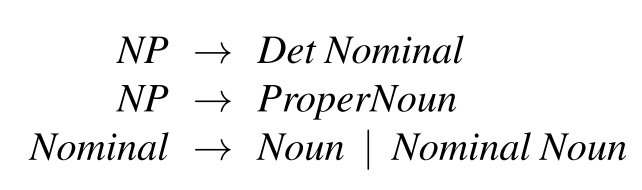 NP → Det Nominal
NP → ProperNoun
Nominal → Noun | Nominal Noun